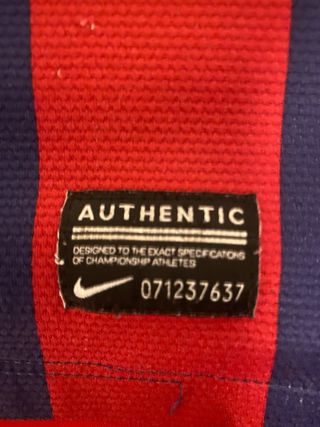 AUTHENTIC
DESIGNED TO THE EXACT SPECIFICATIONS
OF CHAMPIONSHIP ATHLETES
071237637